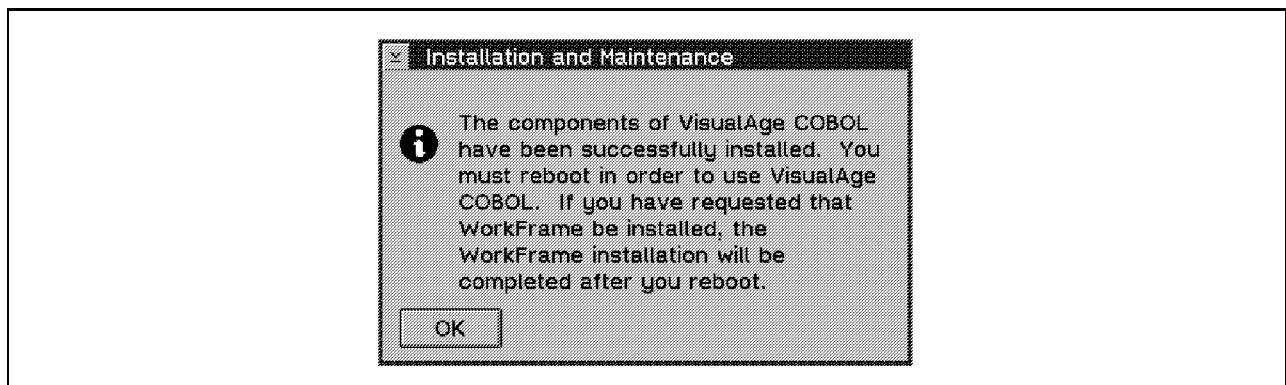 Installation and Maintenance
The components of VisualAge COBOL
have been successfully installed. You
must reboot in order to use VisualAge
COBOL. If you have requested that
WorkFrame be installed, the
WorkFrame installation will be
completed after you reboot.
OK